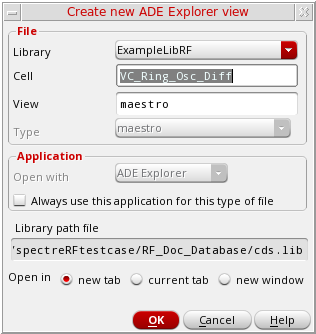 Create new ADE Explorer view
File
Library ExampleLibRF
Cell VC_Ring_Osc_Diff
View maestro
Type maestro
Application
Open with ADE Explorer
Always use this application for this type of file
Library path file
/spectreRFtestcase/RF_Doc_Database/cds.lib
Open in new tab current tab new window
OK Cancel Help